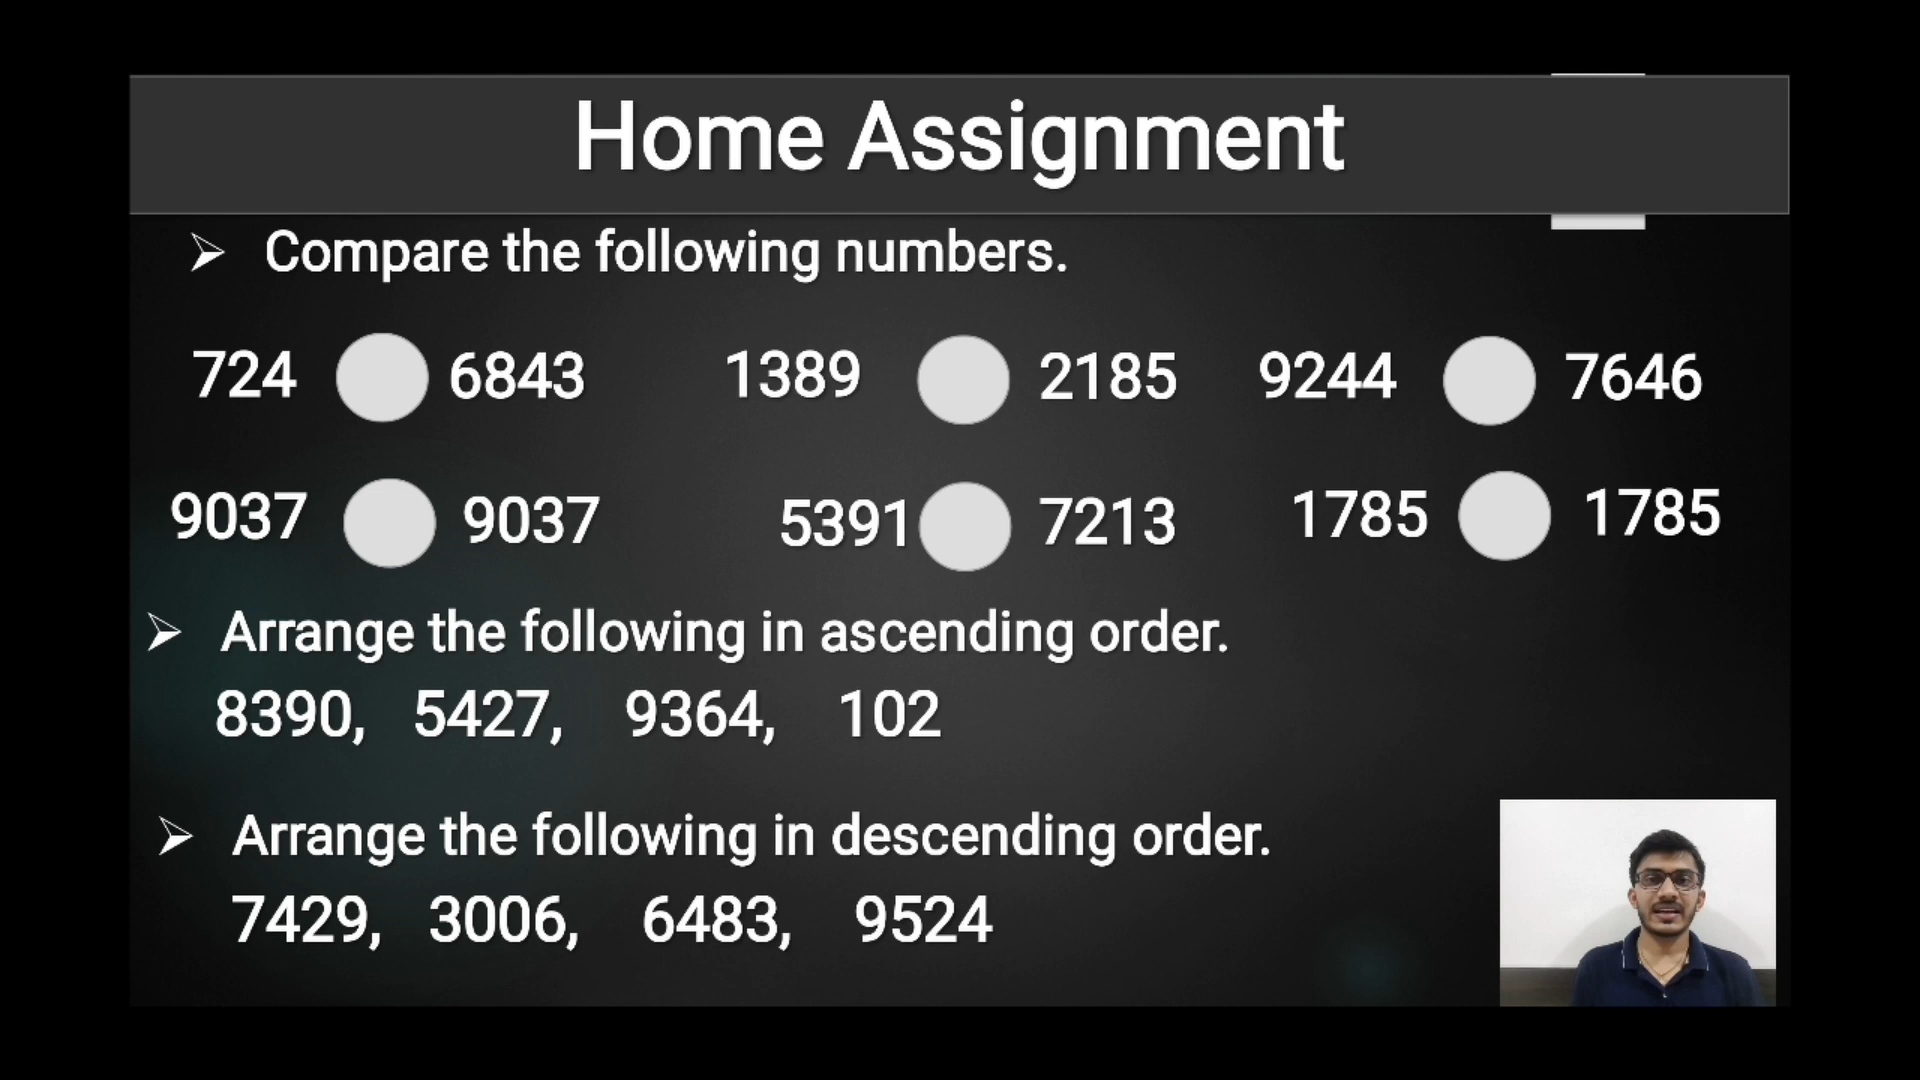 Home Assignment
Compare the following numbers.
724 6843 1389 2185 9244 7646
9037 9037 5391 7213 1785 1785
Arrange the following in ascending order.
8390, 5427, 9364, 102
Arrange the following in descending order.
7429, 3006, 6483, 9524